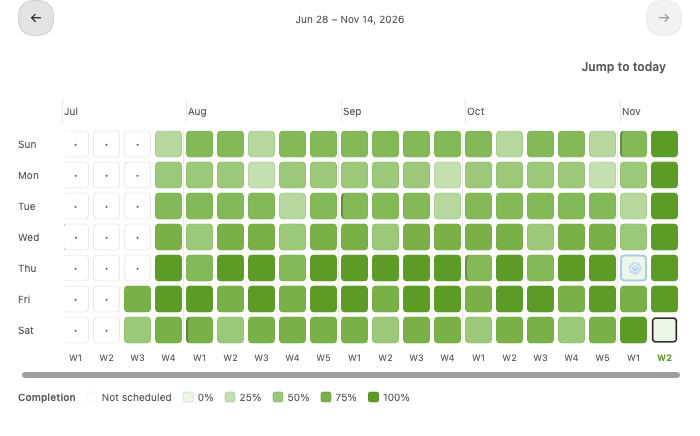 Jun 28 – Nov 14, 2026
Jump to today
Jul Aug Sep Oct Nov
Sun
Mon
Tue
Wed
Thu
Fri
Sat
W1 W2 W3 W4 W1 W2 W3 W4 W5 W1 W2 W3 W4 W1 W2 W3 W4 W5 W1 W2
Completion Not scheduled 0% 25% 50% 75% 100%